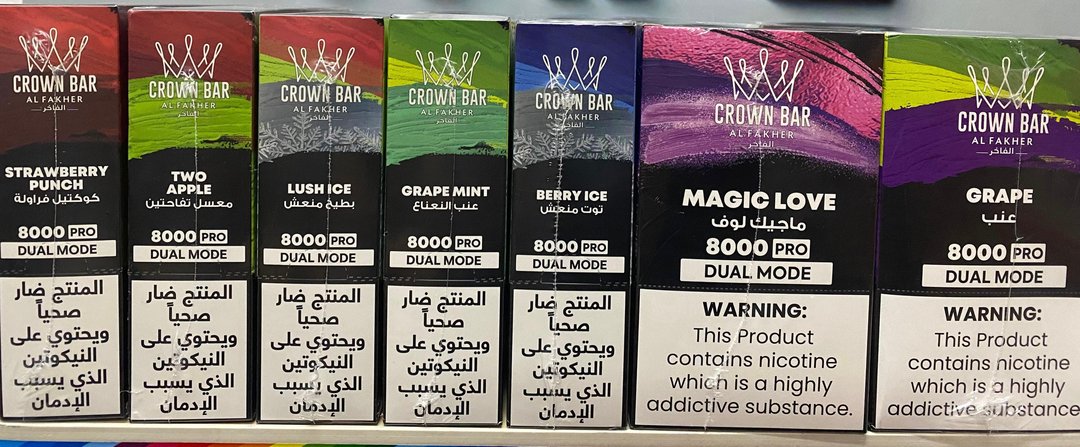 CROWN BAR
AL FAKHER
الفاخر
STRAWBERRY
PUNCH
كوكتيل فراولة
8000 PRO
DUAL MODE
المنتج ضار
صحياً
ويحتوي على
النيكوتين
الذي يسبب
الإدمان
CROWN BAR
AL FAKHER
الفاخر
TWO
APPLE
معسل تفاحتين
8000 PRO
DUAL MODE
المنتج ضار
صحياً
ويحتوي على
النيكوتين
الذي يسبب
الإدمان
CROWN BAR
AL FAKHER
الفاخر
LUSH ICE
بطيخ منعش
8000 PRO
DUAL MODE
المنتج ضار
صحياً
ويحتوي على
النيكوتين
الذي يسبب
الإدمان
CROWN BAR
AL FAKHER
الفاخر
GRAPE MINT
عنب النعناع
8000 PRO
DUAL MODE
المنتج ضار
صحياً
ويحتوي على
النيكوتين
الذي يسبب
الإدمان
CROWN BAR
AL FAKHER
الفاخر
BERRY ICE
توت منعش
8000 PRO
DUAL MODE
المنتج ضار
صحياً
ويحتوي على
النيكوتين
الذي يسبب
الإدمان
CROWN BAR
AL FAKHER
الفاخر
MAGIC LOVE
ماجيك لوف
8000 PRO
DUAL MODE
WARNING:
This Product
contains nicotine
which is a highly
addictive substance.
CROWN BAR
AL FAKHER
الفاخر
GRAPE
عنب
8000 PRO
DUAL MODE
WARNING:
This Product
contains nicotine
which is a highly
addictive substance